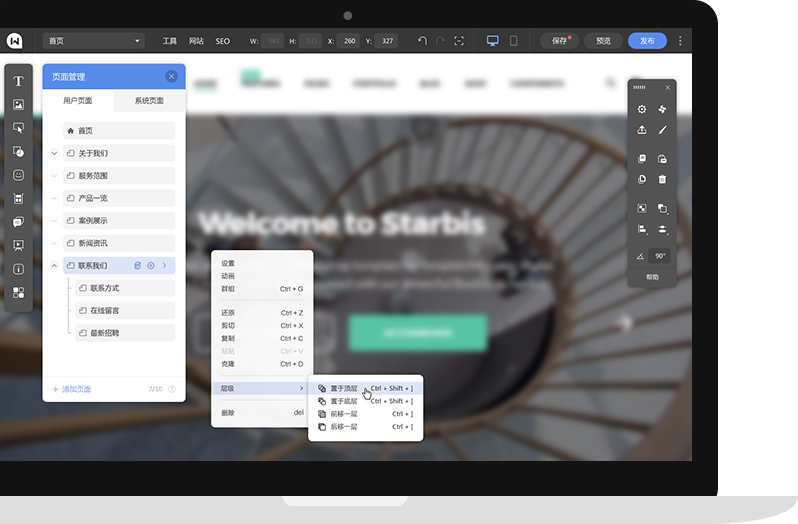 首页
工具 网站 SEO
W: 682 H: 531 X: 260 Y: 327
保存 预览 发布
页面管理
用户页面 系统页面
首页
关于我们
服务范围
产品一览
案例展示
新闻资讯
联系我们
联系方式
在线留言
最新招聘
+ 添加页面 7/10
Welcome to Starbis
设置
动画
群组 Ctrl + G
还原 Ctrl + Z
剪切 Ctrl + X
复制 Ctrl + C
粘贴 Ctrl + V
克隆 Ctrl + D
层级
删除 del
置于顶层 Ctrl + Shift + ]
置于底层 Ctrl + Shift + [
前移一层 Ctrl + ]
后移一层 Ctrl + [
90°
帮助